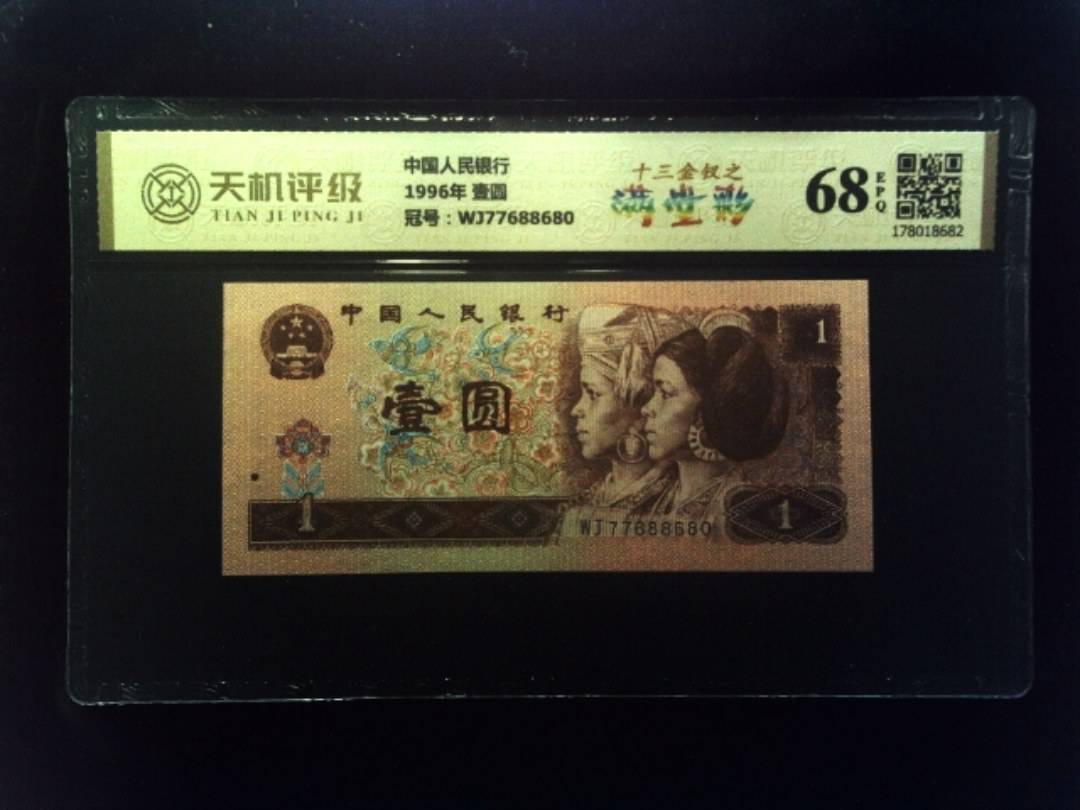 天机评级
TIAN JI PING JI
中国人民银行
1996年 壹圆
冠号：WJ77688680
十三金钗之
满堂彩
68
EPQ
178018682
中国人民银行
1
壹圆
1
WJ77688680
1